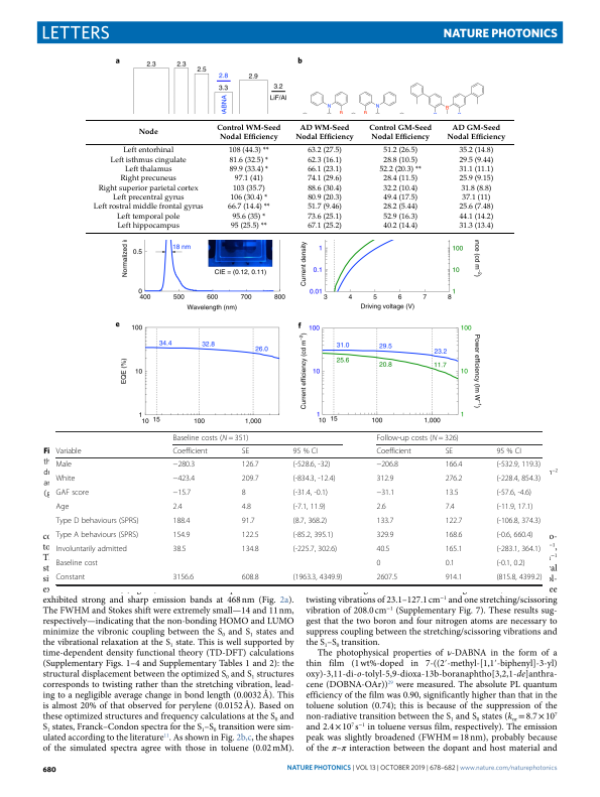 LETTERS
NATURE PHOTONICS
a
b
2.3
2.3
2.5
2.8
3.3
2.9
3.2
LiF/Al
N
N
Node
Control WM-Seed Nodal Efficiency
AD WM-Seed Nodal Efficiency
Control GM-Seed Nodal Efficiency
AD GM-Seed Nodal Efficiency
Left entorhinal 108 (44.3) ** 63.2 (27.5) 51.2 (26.5) 35.2 (14.8)
Left isthmus cingulate 81.6 (32.5) * 62.3 (16.1) 28.8 (10.5) 29.5 (9.44)
Left thalamus 89.9 (33.4) * 66.1 (23.1) 52.2 (20.3) ** 31.1 (11.1)
Right precuneus 97.1 (41) 74.1 (29.6) 28.4 (11.5) 25.9 (9.15)
Right superior parietal cortex 103 (35.7) 88.6 (30.4) 32.2 (10.4) 31.8 (8.8)
Left precentral gyrus 106 (30.4) * 80.9 (20.3) 49.4 (17.5) 37.1 (11)
Left rostral middle frontal gyrus 66.7 (14.4) ** 51.7 (9.46) 28.2 (5.44) 25.6 (7.48)
Left temporal pole 95.6 (35) * 73.6 (25.1) 52.9 (16.3) 44.1 (14.2)
Left hippocampus 95 (25.5) ** 67.1 (25.2) 40.2 (14.4) 31.3 (13.4)
Normalized
0.5
0
18 nm
CIE = (0.12, 0.11)
400 500 600 700 800
Wavelength (nm)
Current density
1
0.1
0.01
100
10
1
3 4 5 6 7 8
Driving voltage (V)
e
EQE (%)
100
10
1
34.4 32.8 26.0
10 15 100 1,000
f
Current efficiency (cd m⁻²)
100
10
1
31.0 29.5 23.2
25.6 20.8 11.7
100
10
1
Power efficiency (lm W⁻¹)
10 15 100 1,000
Baseline costs (N = 351) Follow-up costs (N = 326)
Variable Coefficient SE 95 % CI Coefficient SE 95 % CI
Male −280.3 126.7 (-528.6, -32) −206.8 166.4 (-532.9, 119.3)
White −423.4 209.7 (-834.3, -12.4) 312.9 276.2 (-228.4, 854.3)
GAF score −15.7 8 (-31.4, -0.1) −31.1 13.5 (-57.6, -4.6)
Age 2.4 4.8 (-7.1, 11.9) 2.6 7.4 (-11.9, 17.1)
Type D behaviours (SPRS) 188.4 91.7 (8.7, 368.2) 133.7 122.7 (-106.8, 374.3)
Type A behaviours (SPRS) 154.9 122.5 (-85.2, 395.1) 329.9 168.6 (-0.6, 660.4)
Involuntarily admitted 38.5 134.8 (-225.7, 302.6) 40.5 165.1 (-283.1, 364.1)
Baseline cost 0 0.1 (-0.1, 0.2)
Constant 3156.6 608.8 (1963.3, 4349.9) 2607.5 914.1 (815.8, 4399.2)
exhibited strong and sharp emission bands at 468 nm (Fig. 2a).
The FWHM and Stokes shift were extremely small—14 and 11 nm,
respectively—indicating that the non-bonding HOMO and LUMO
minimize the vibronic coupling between the S₀ and S₁ states and
the vibrational relaxation at the S₁ state. This is well supported by
time-dependent density functional theory (TD-DFT) calculations
(Supplementary Figs. 1–4 and Supplementary Tables 1 and 2): the
structural displacement between the optimized S₀ and S₁ structures
corresponds to twisting rather than the stretching vibration, lead-
ing to a negligible average change in bond length (0.0032 Å). This
is almost 20% of that observed for perylene (0.0152 Å). Based on
these optimized structures and frequency calculations at the S₀ and
S₁ states, Franck–Condon spectra for the S₁–S₀ transition were sim-
ulated according to the literature¹¹. As shown in Fig. 2b,c, the shapes
of the simulated spectra agree with those in toluene (0.02 mM).
twisting vibrations of 23.1–127.1 cm⁻¹ and one stretching/scissoring
vibration of 208.0 cm⁻¹ (Supplementary Fig. 7). These results sug-
gest that the two boron and four nitrogen atoms are necessary to
suppress coupling between the stretching/scissoring vibrations and
the S₁–S₀ transition.
The photophysical properties of ν-DABNA in the form of a
thin film (1 wt%-doped in 7-((2'-methyl-[1,1'-biphenyl]-3-yl)
oxy)-3,11-di-o-tolyl-5,9-dioxa-13b-boranaphtho[3,2,1-de]anthra-
cene (DOBNA-OAr))²⁰ were measured. The absolute PL quantum
efficiency of the film was 0.90, significantly higher than that in the
toluene solution (0.74); this is because of the suppression of the
non-radiative transition between the S₁ and S₀ states (kₙᵣ = 8.7 × 10⁷
and 2.4 × 10⁷ s⁻¹ in toluene versus film, respectively). The emission
peak was slightly broadened (FWHM = 18 nm), probably because
of the π–π interaction between the dopant and host material and
680
NATURE PHOTONICS | VOL 13 | OCTOBER 2019 | 678–682 | www.nature.com/naturephotonics